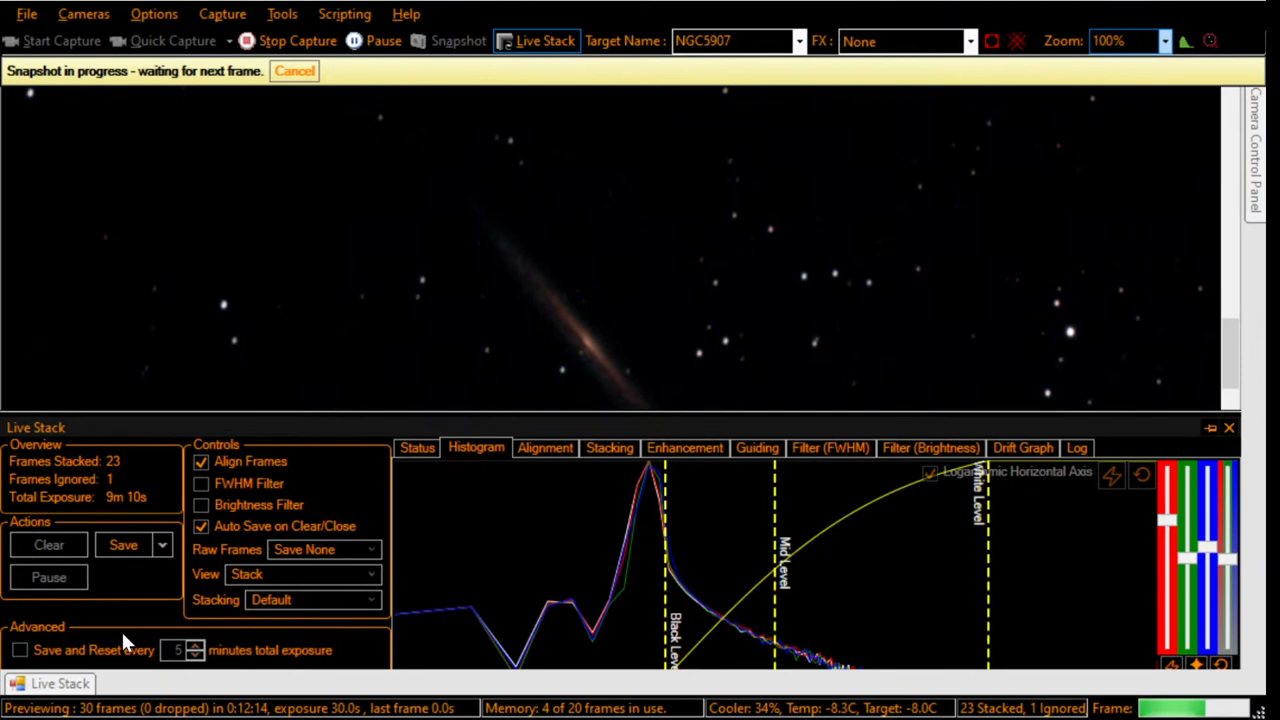 File Cameras Options Capture Tools Scripting Help
Start Capture Quick Capture Stop Capture Pause Snapshot Live Stack Target Name : NGC5907 FX : None Zoom: 100%
Snapshot in progress - waiting for next frame. Cancel
Camera Control Panel
Live Stack
Overview
Frames Stacked: 23
Frames Ignored: 1
Total Exposure: 9m 10s
Actions
Clear Save
Pause
Controls
Align Frames
FWHM Filter
Brightness Filter
Auto Save on Clear/Close
Raw Frames Save None
View Stack
Stacking Default
Advanced
Save and Reset every 5 minutes total exposure
Status Histogram Alignment Stacking Enhancement Guiding Filter (FWHM) Filter (Brightness) Drift Graph Log
Logarithmic Horizontal Axis
Black Leve
Mid Level
White Level
Live Stack
Previewing : 30 frames (0 dropped) in 0:12:14, exposure 30.0s , last frame 0.0s Memory: 4 of 20 frames in use. Cooler: 34%, Temp: -8.3C, Target: -8.0C 23 Stacked, 1 Ignored Frame: